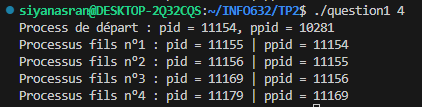 siyanasran@DESKTOP-2Q32CQS:~/INFO632/TP2$ ./question1 4
Process de départ : pid = 11154, ppid = 10281
Processus fils n°1 : pid = 11155 | ppid = 11154
Processus fils n°2 : pid = 11156 | ppid = 11155
Processus fils n°3 : pid = 11169 | ppid = 11156
Processus fils n°4 : pid = 11179 | ppid = 11169